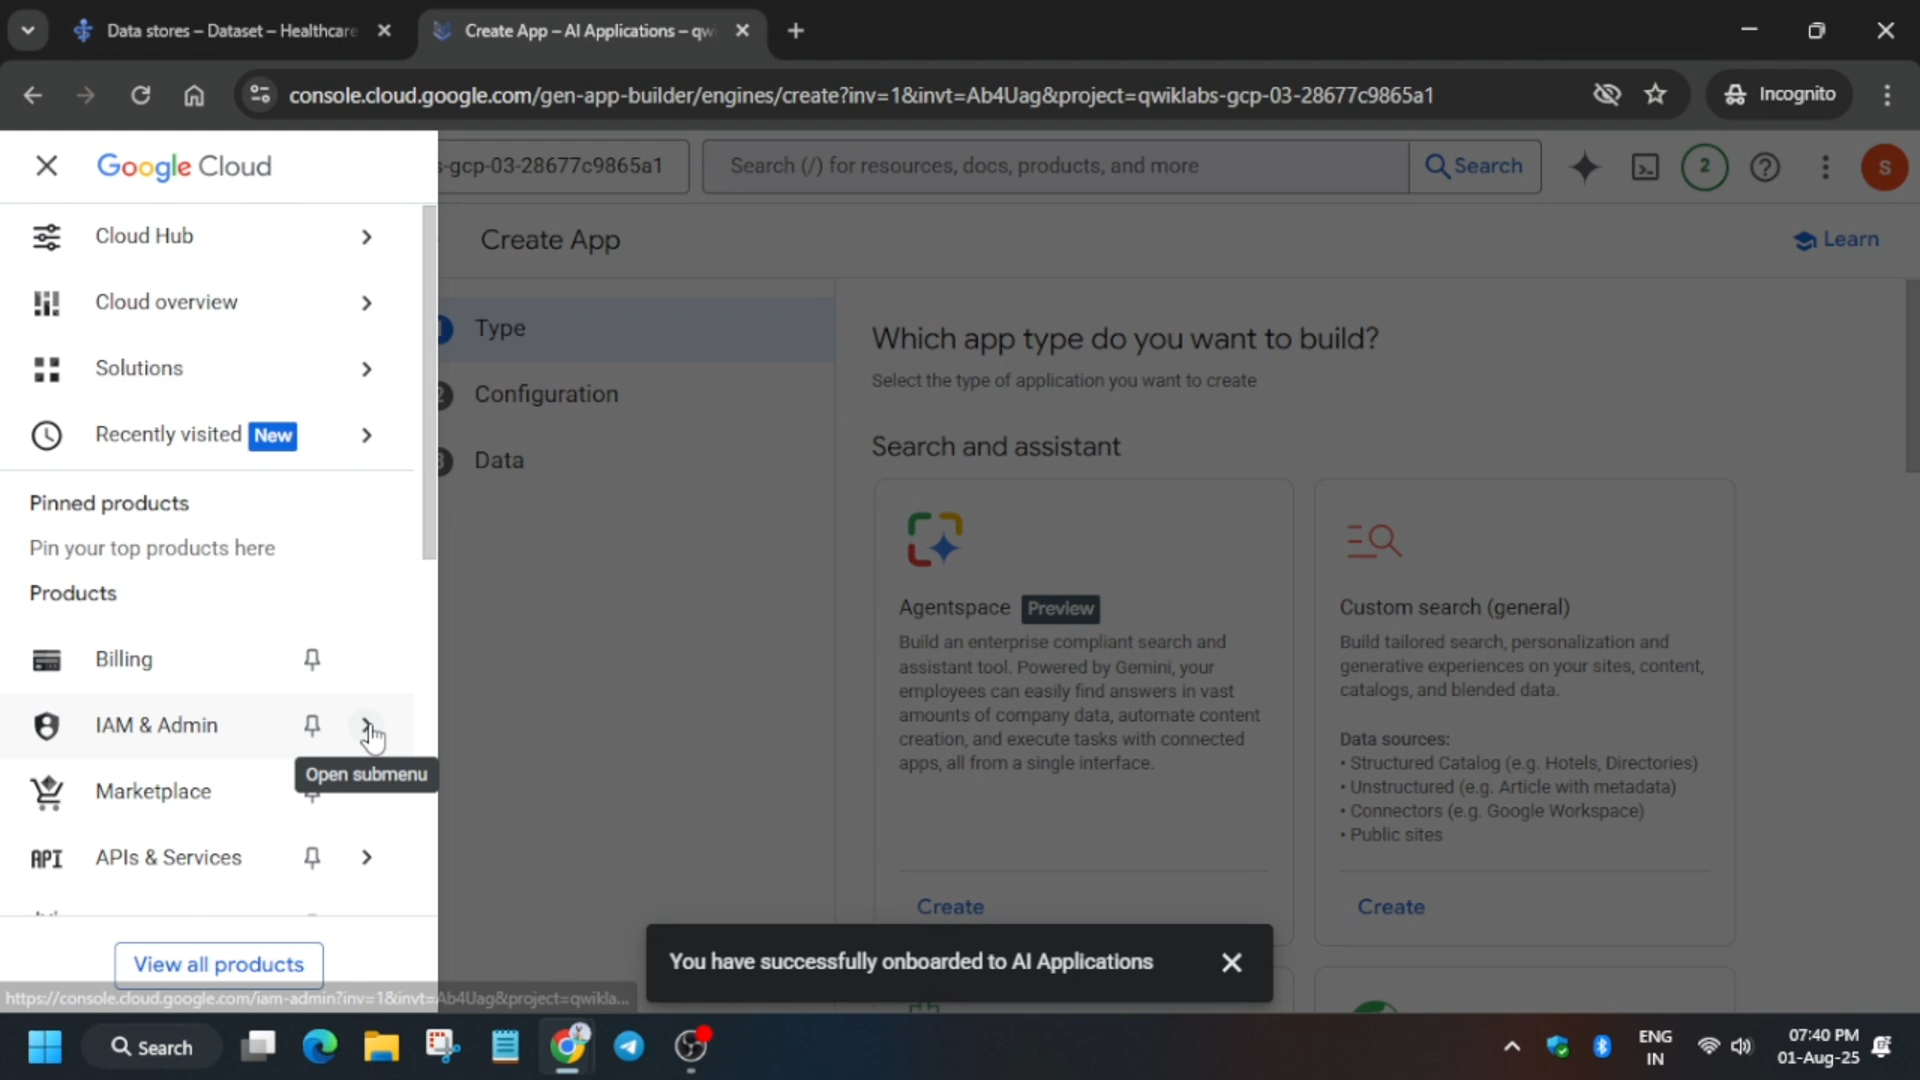 Data stores – Dataset – Healthcare
Create App – AI Applications – qw
console.cloud.google.com/gen-app-builder/engines/create?inv=1&invt=Ab4Uag&project=qwiklabs-gcp-03-28677c9865a1
Incognito
Google Cloud
s-gcp-03-28677c9865a1
Search (/) for resources, docs, products, and more
Search
2
S
Cloud Hub
Cloud overview
Solutions
Recently visited New
Pinned products
Pin your top products here
Products
Billing
IAM & Admin
Open submenu
Marketplace
API APIs & Services
View all products
https://console.cloud.google.com/iam-admin?inv=1&invt=Ab4Uag&project=qwikla...
Create App
Learn
1 Type
2 Configuration
3 Data
Which app type do you want to build?
Select the type of application you want to create
Search and assistant
Agentspace Preview
Build an enterprise compliant search and
assistant tool. Powered by Gemini, your
employees can easily find answers in vast
amounts of company data, automate content
creation, and execute tasks with connected
apps, all from a single interface.
Create
Custom search (general)
Build tailored search, personalization and
generative experiences on your sites, content,
catalogs, and blended data.
Data sources:
• Structured Catalog (e.g. Hotels, Directories)
• Unstructured (e.g. Article with metadata)
• Connectors (e.g. Google Workspace)
• Public sites
Create
You have successfully onboarded to AI Applications
Search
ENG
IN
07:40 PM
01-Aug-25